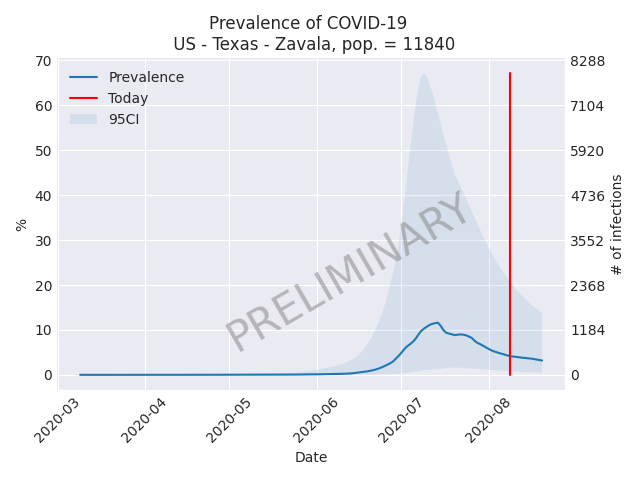 Prevalence of COVID-19
US - Texas - Zavala, pop. = 11840
Prevalence
Today
95CI
70
60
50
40
30
20
10
0
%
8288
7104
5920
4736
3552
2368
1184
0
# of infections
PRELIMINARY
2020-03
2020-04
2020-05
2020-06
2020-07
2020-08
Date